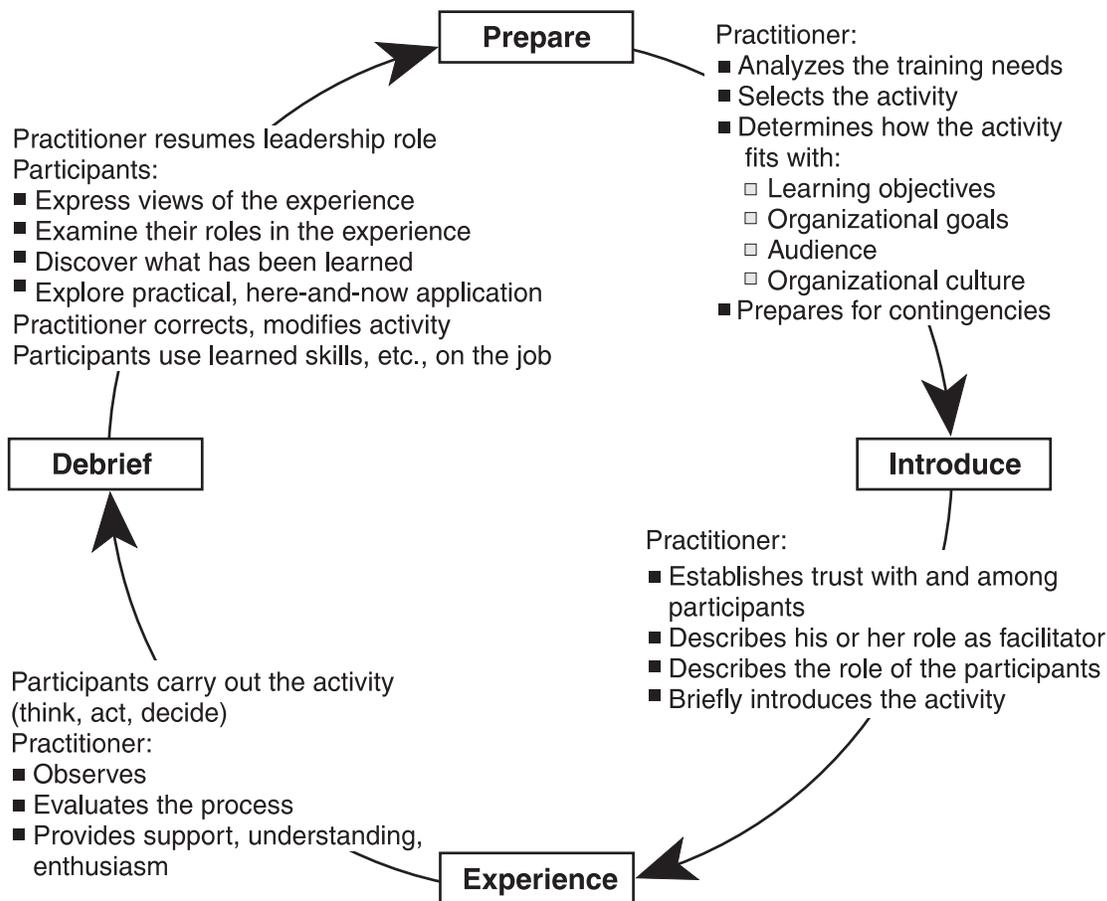 Prepare
Practitioner:
■ Analyzes the training needs
■ Selects the activity
■ Determines how the activity
fits with:
□ Learning objectives
□ Organizational goals
□ Audience
□ Organizational culture
■ Prepares for contingencies
Introduce
Practitioner:
■ Establishes trust with and among
participants
■ Describes his or her role as facilitator
■ Describes the role of the participants
■ Briefly introduces the activity
Experience
Participants carry out the activity
(think, act, decide)
Practitioner:
■ Observes
■ Evaluates the process
■ Provides support, understanding,
enthusiasm
Debrief
Practitioner resumes leadership role
Participants:
■ Express views of the experience
■ Examine their roles in the experience
■ Discover what has been learned
■ Explore practical, here-and-now application
Practitioner corrects, modifies activity
Participants use learned skills, etc., on the job